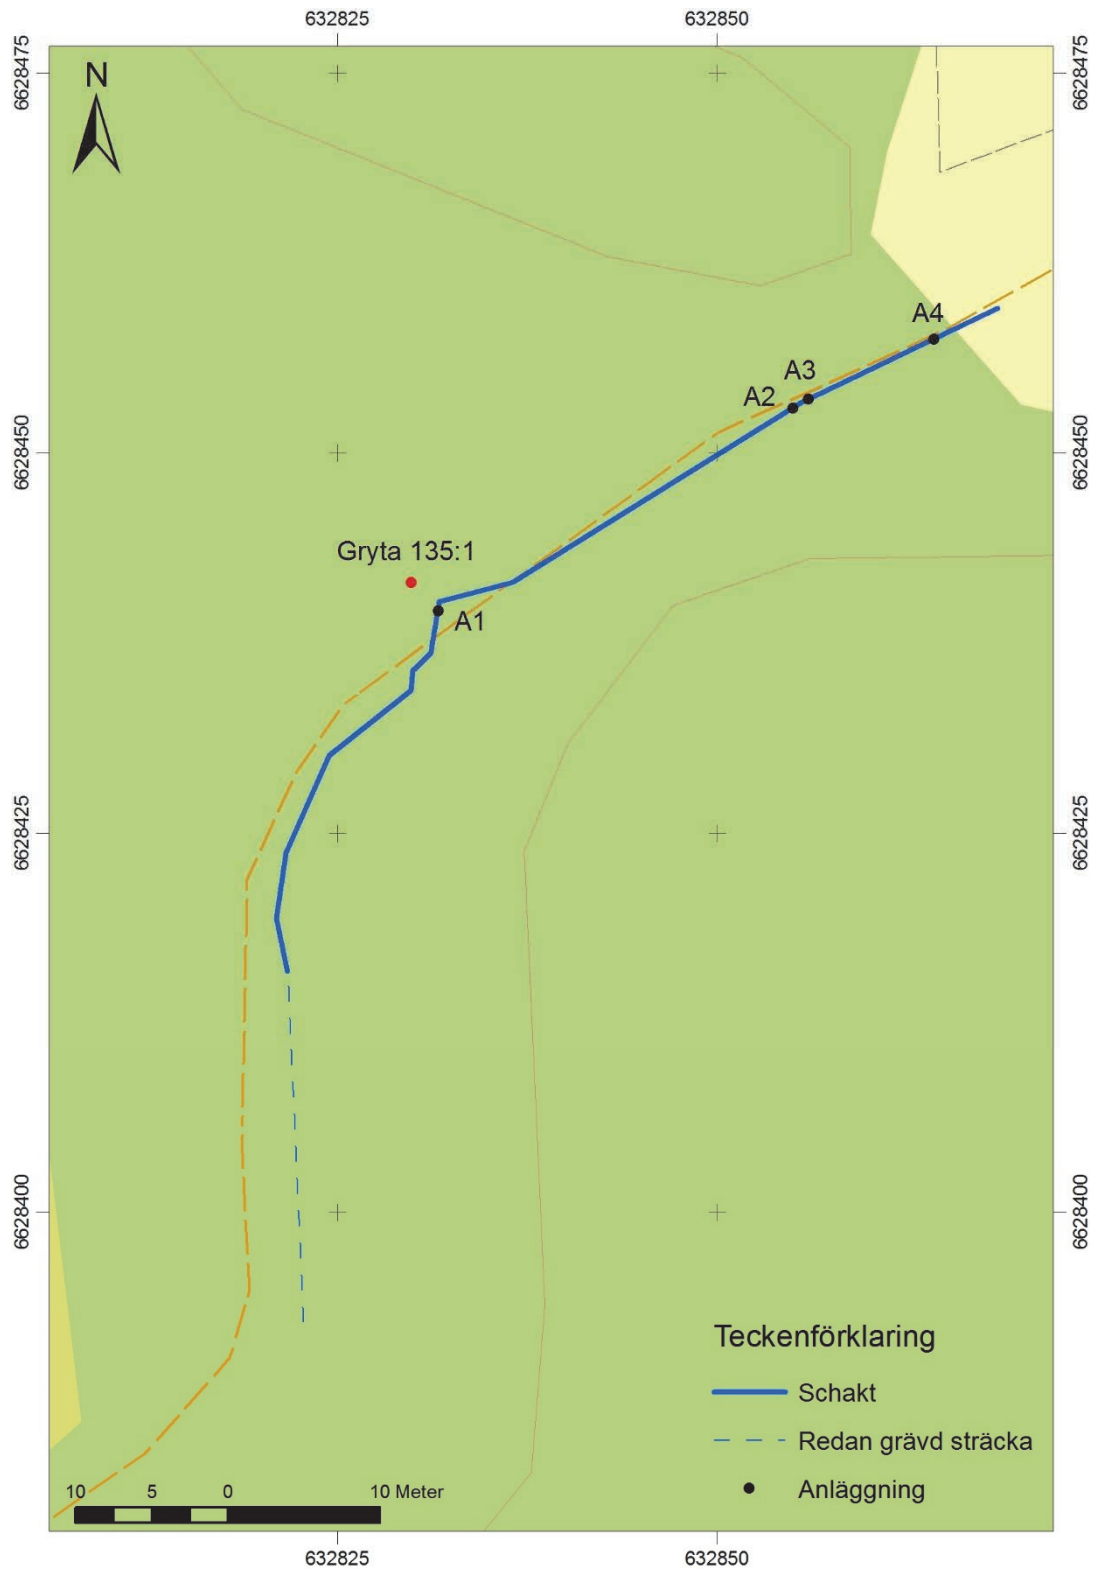 632825 632850
6628475 6628475
N
A4
A3
A2
6628450 6628450
Gryta 135:1
A1
6628425 6628425
6628400 6628400
Teckenförklaring
Schakt
Redan grävd sträcka
Anläggning
10 5 0 10 Meter
632825 632850